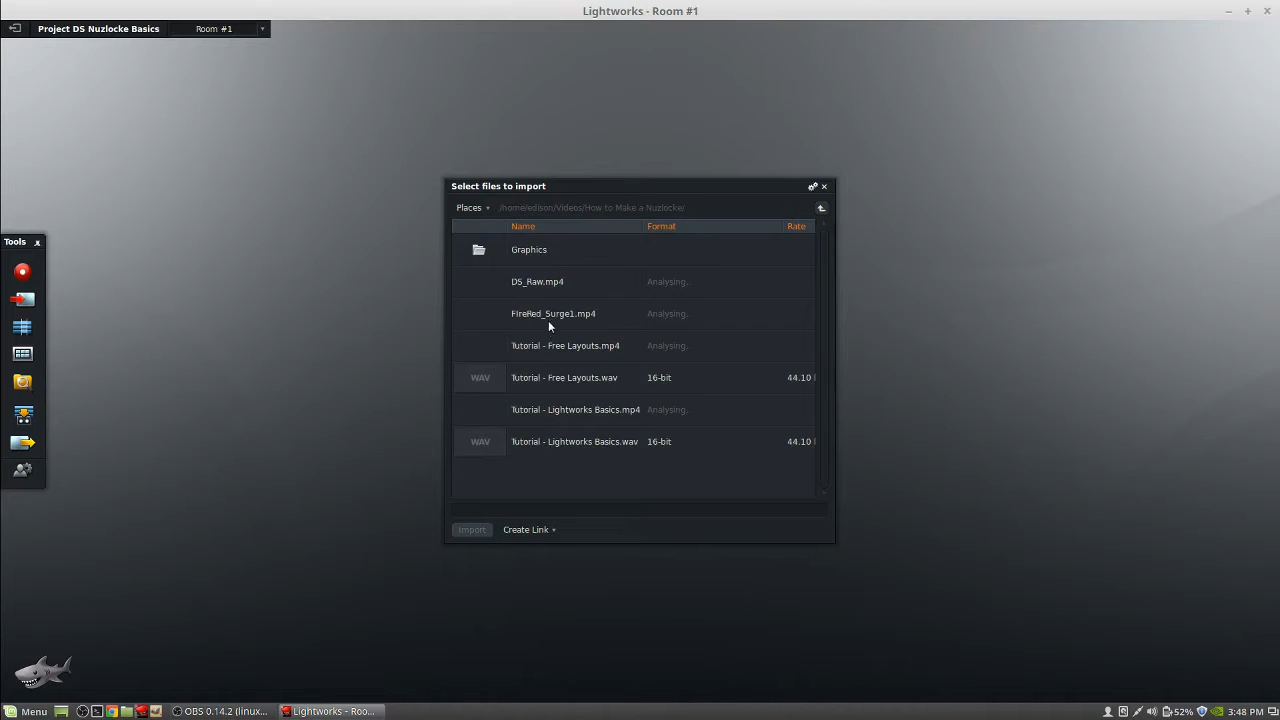 Lightworks - Room #1
Project DS Nuzlocke Basics Room #1
Select files to import
Places /home/edison/Videos/How to Make a Nuzlocke/
Name Format Rate
Graphics
DS_Raw.mp4 Analysing..
FIreRed_Surge1.mp4 Analysing..
Tutorial - Free Layouts.mp4 Analysing..
WAV Tutorial - Free Layouts.wav 16-bit 44.10
Tutorial - Lightworks Basics.mp4 Analysing..
WAV Tutorial - Lightworks Basics.wav 16-bit 44.10
Import Create Link
Tools
Menu OBS 0.14.2 (linux... Lightworks - Roo... 52% 3:48 PM